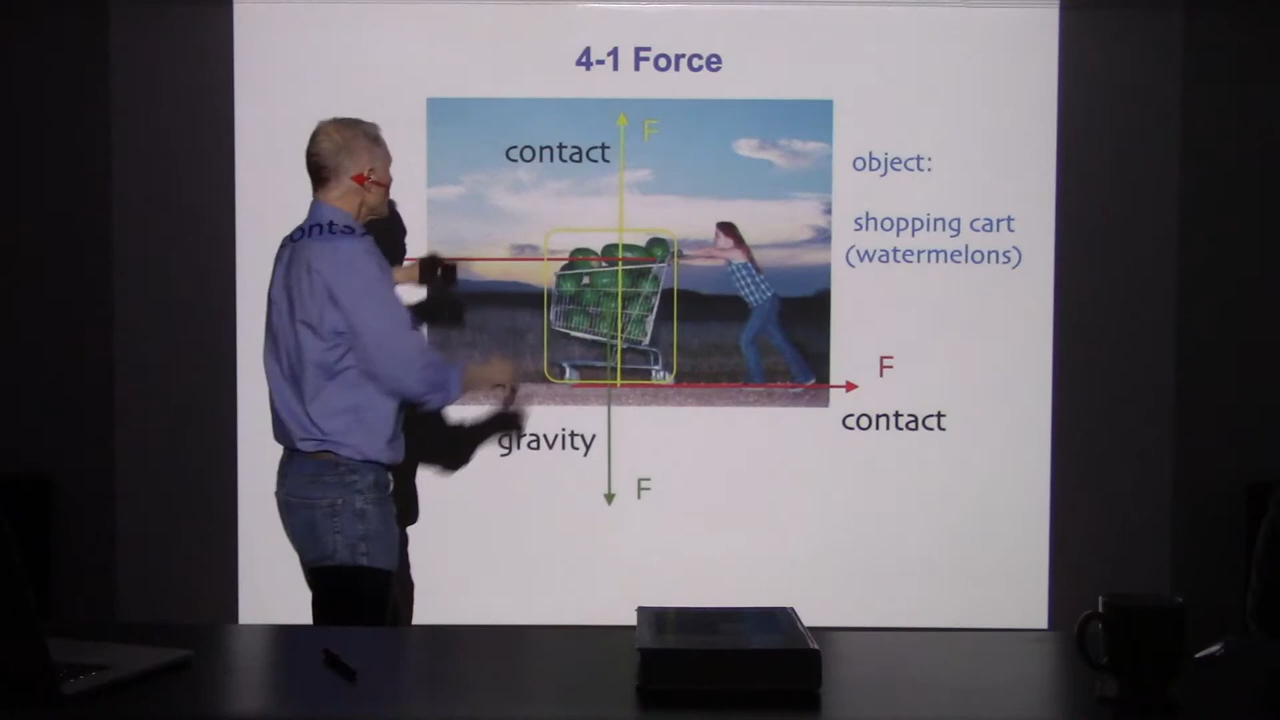 4-1 Force
F
contact
object:
shopping cart
(watermelons)
F
contact
gravity
F